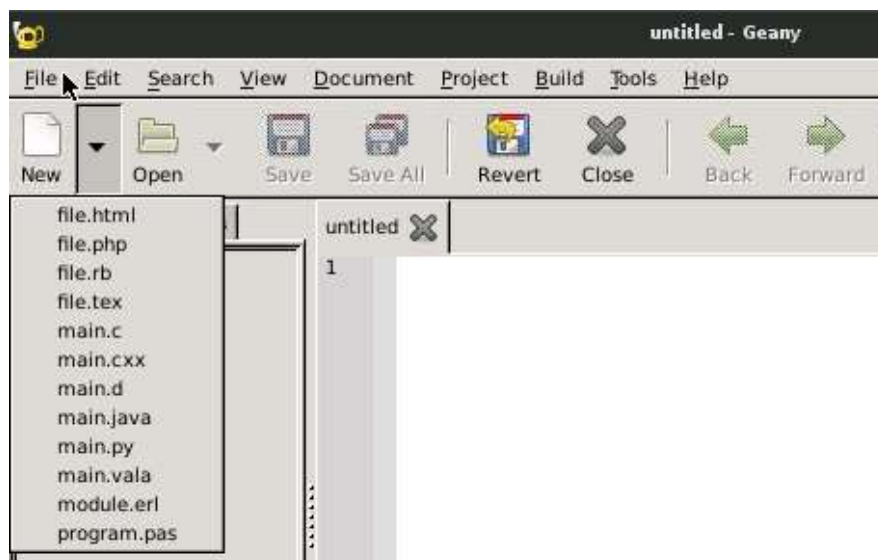 untitled - Geany
File Edit Search View Document Project Build Tools Help
New Open Save Save All Revert Close Back Forward
file.html
file.php
file.rb
file.tex
main.c
main.cxx
main.d
main.java
main.py
main.vala
module.erl
program.pas
untitled
1